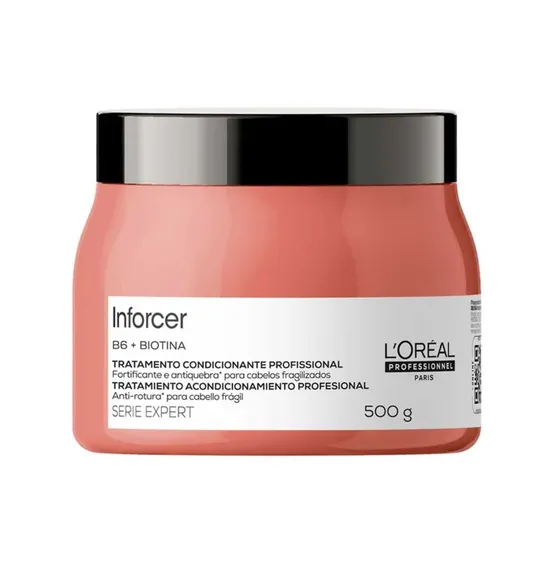 Inforcer
B6 + BIOTINA
TRATAMENTO CONDICIONANTE PROFISSIONAL
Fortificante e antiquebra* para cabelos fragilizados
TRATAMIENTO ACONDICIONAMIENTO PROFESIONAL
Anti-rotura* para cabello frágil
SERIE EXPERT
L'ORÉAL
PROFESSIONNEL
PARIS
500 g